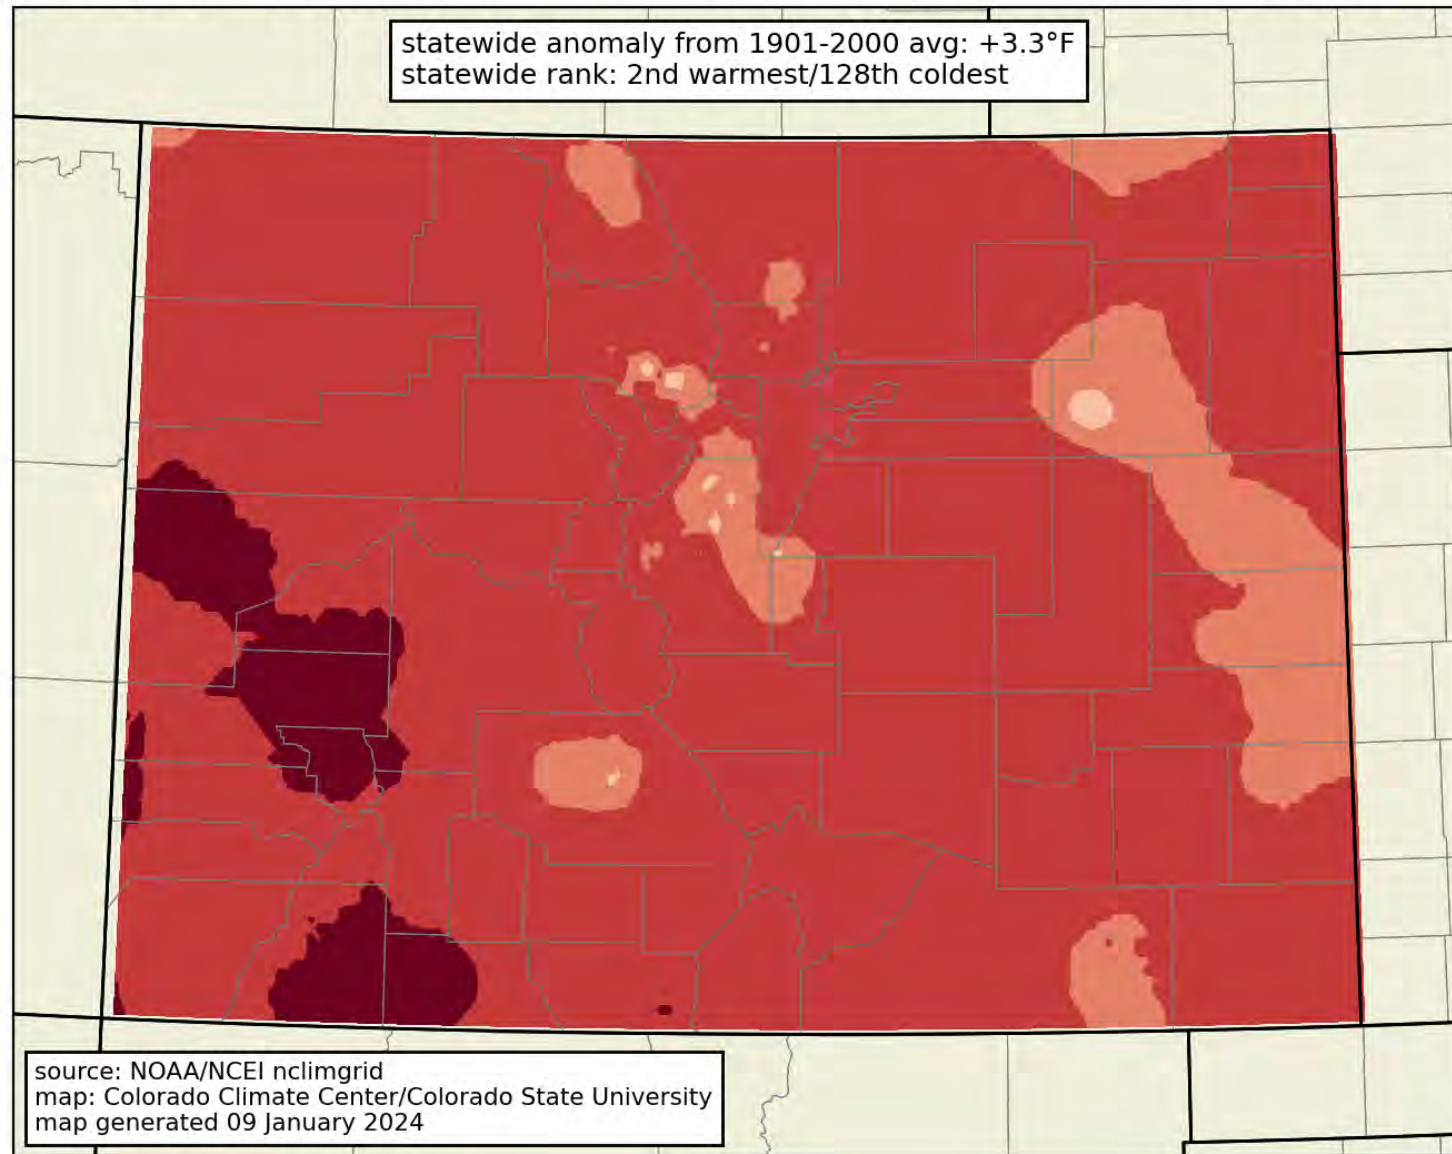 statewide anomaly from 1901-2000 avg: +3.3°F
statewide rank: 2nd warmest/128th coldest
source: NOAA/NCEI nclimgrid
map: Colorado Climate Center/Colorado State University
map generated 09 January 2024